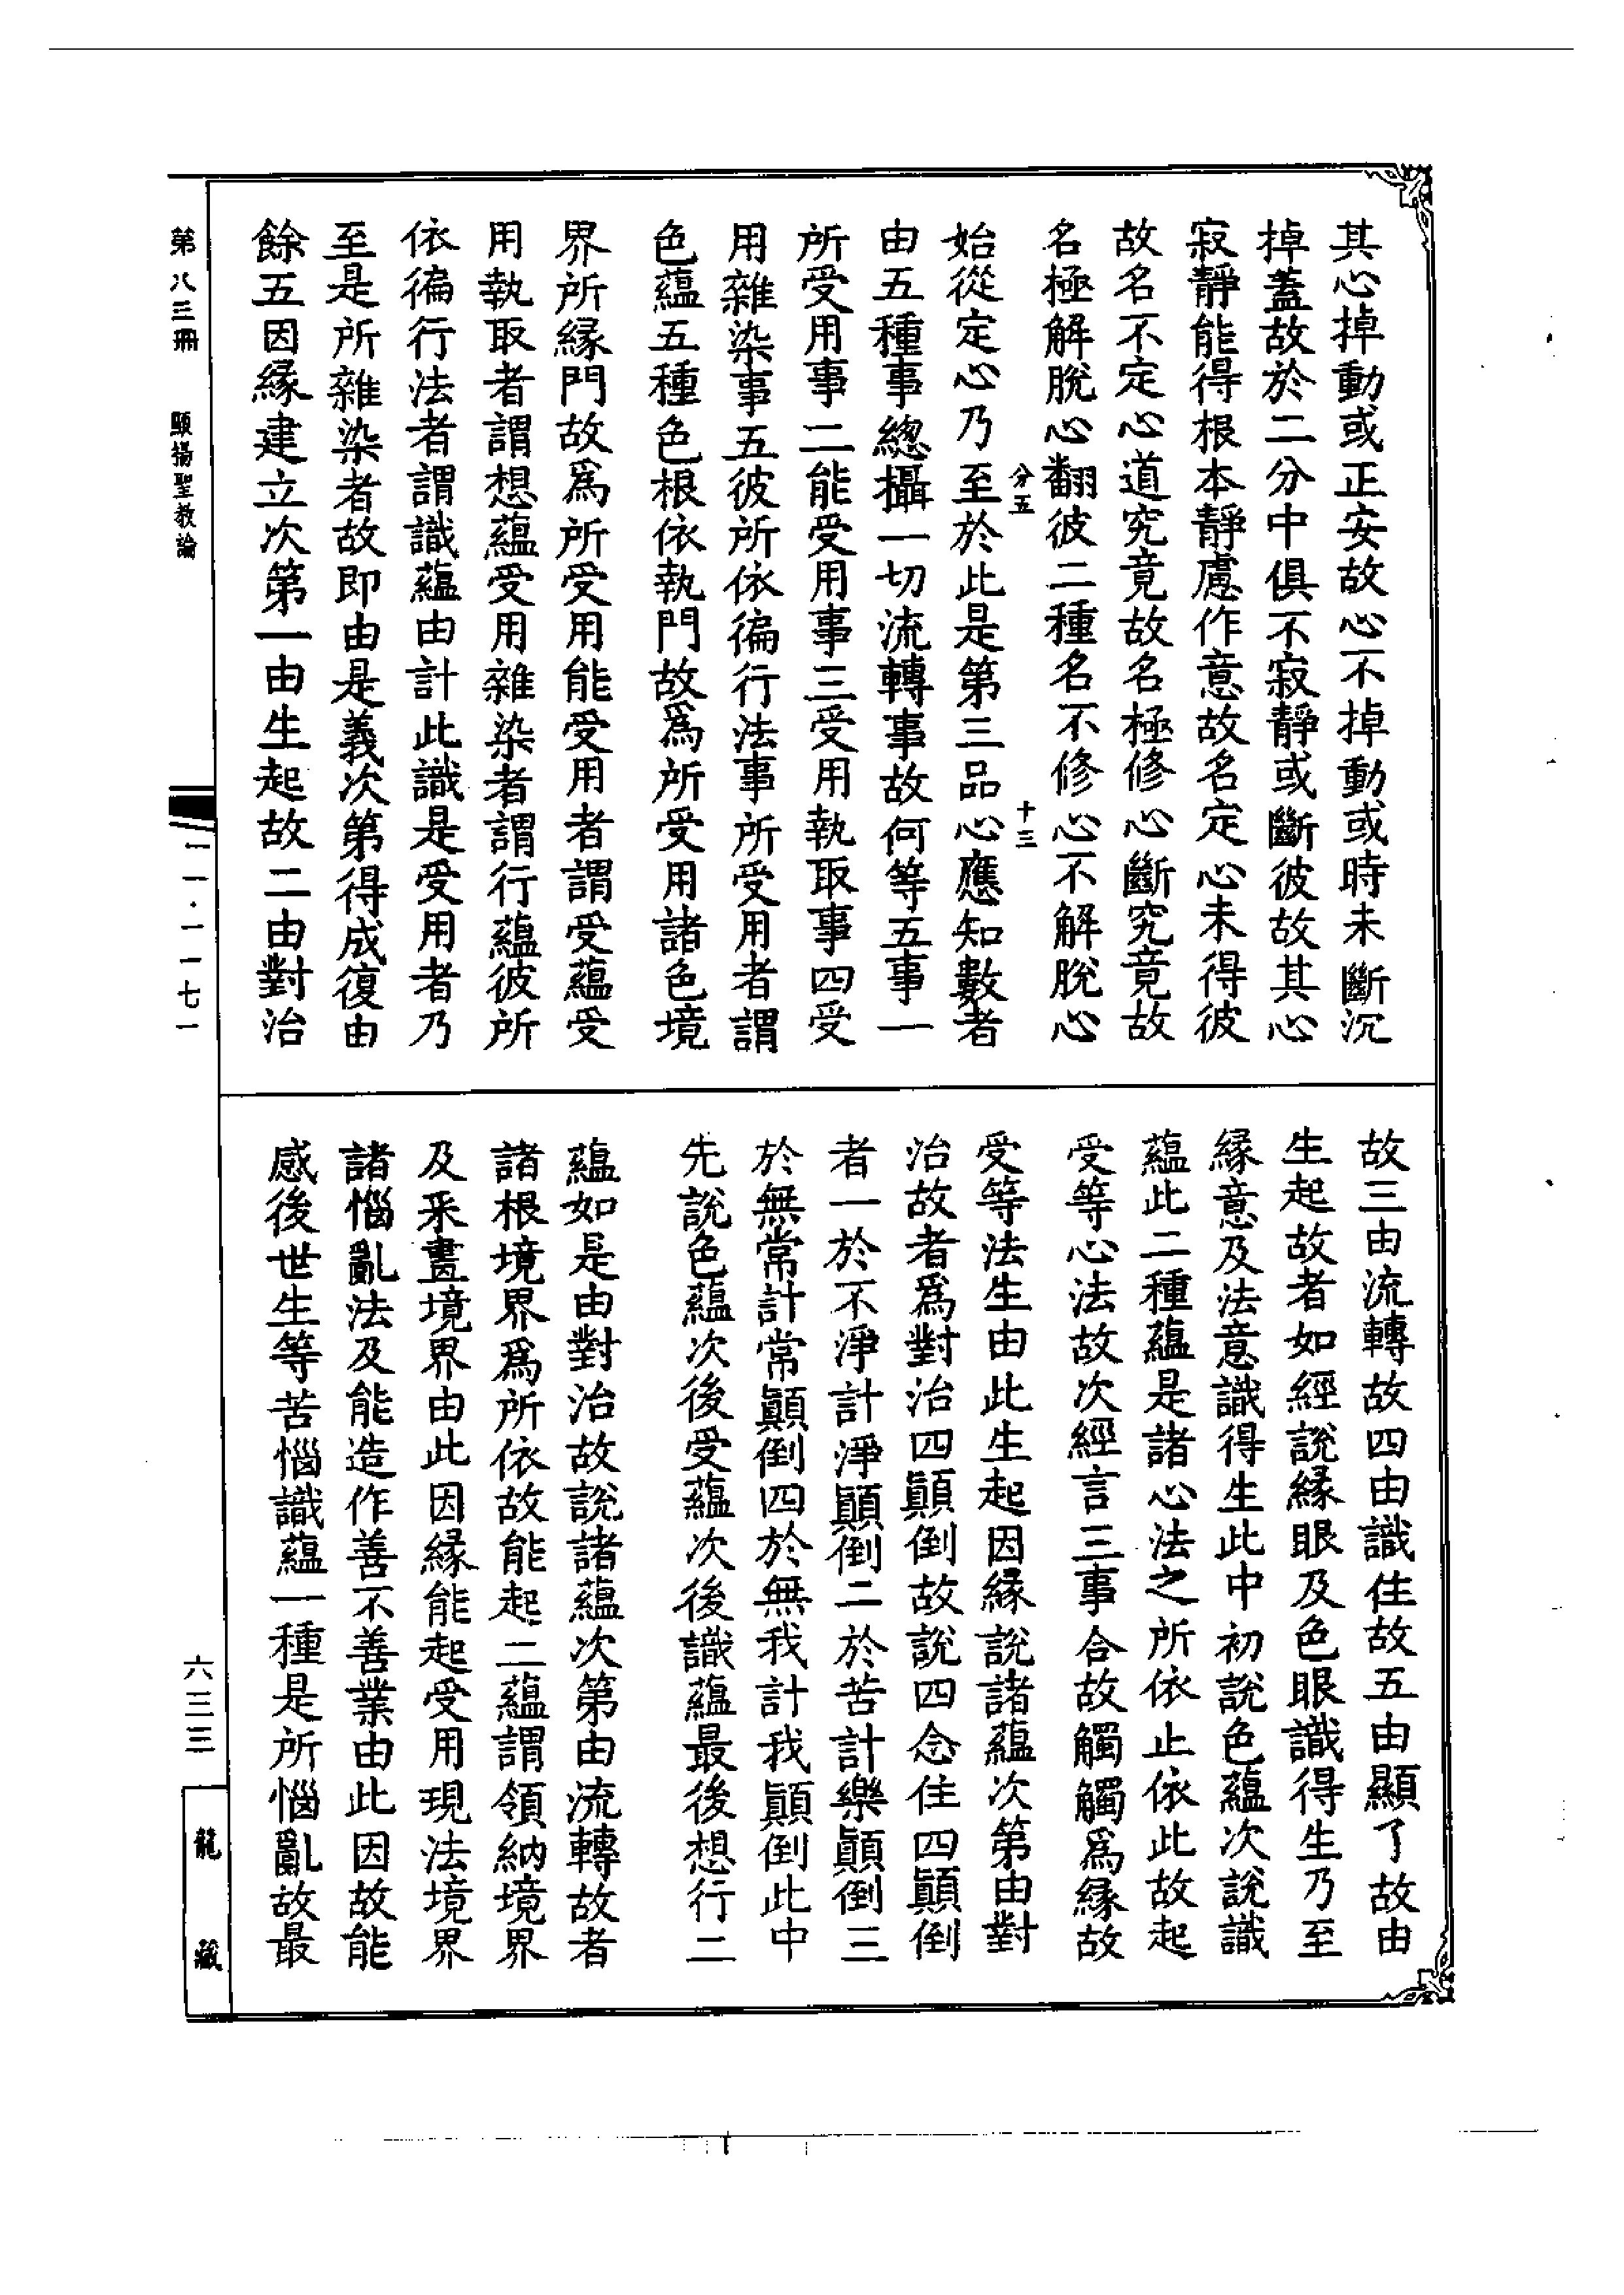 其心掉動或正安故心不掉動或時未斷沉
掉蓋故於二分中俱不寂靜或斷彼故其心
寂靜能得根本靜慮作意故名定心未得彼
故名不定心道究竟故名極修心斷究竟故
名極解脫心翻彼二種名不修心不解脫心
分五 十三
始從定心乃至於此是第三品心應知數者
由五種事總攝一切流轉事故何等五事一
所受用事二能受用事三受用執取事四受
用雜染事五彼所依徧行法事所受用者謂
色蘊五種色根依執門故爲所受用諸色境
界所緣門故爲所受用能受用者謂受蘊受
用執取者謂想蘊受用雜染者謂行蘊彼所
依徧行法者謂識蘊由計此識是受用者乃
至是所雜染者故即由是義次第得成復由
餘五因緣建立次第一由生起故二由對治
故三由流轉故四由識住故五由顯了故由
生起故者如經說緣眼及色眼識得生乃至
緣意及法意識得生此中初說色蘊次說識
蘊此二種蘊是諸心法之所依止依此故起
受等心法故次經言三事合故觸觸爲緣故
受等法生由此生起因緣說諸蘊次第由對
治故者爲對治四顛倒故說四念住四顛倒
者一於不淨計淨顛倒二於苦計樂顛倒三
於無常計常顛倒四於無我計我顛倒此中
先說色蘊次後受蘊次後識蘊最後想行二
蘊如是由對治故說諸蘊次第由流轉故者
諸根境界爲所依故能起二蘊謂領納境界
及釆畫境界由此因緣能起受用現法境界
諸惱亂法及能造作善不善業由此因故能
感後世生等苦惱識蘊一種是所惱亂故最
第八三冊 顯揚聖教論
一一·一一七一
六三三
龍藏